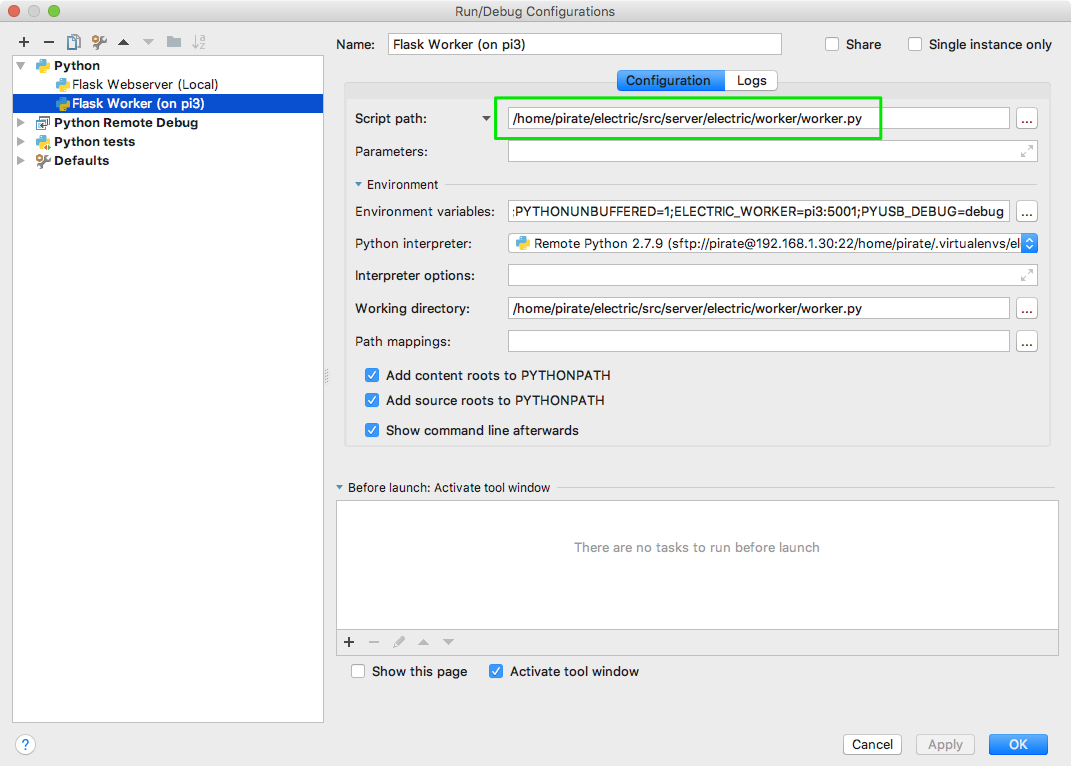 Run/Debug Configurations
Python
Flask Webserver (Local)
Flask Worker (on pi3)
Python Remote Debug
Python tests
Defaults
Name: Flask Worker (on pi3) Share Single instance only
Configuration Logs
Script path: /home/pirate/electric/src/server/electric/worker/worker.py ...
Parameters:
Environment
Environment variables: ;PYTHONUNBUFFERED=1;ELECTRIC_WORKER=pi3:5001;PYUSB_DEBUG=debug ...
Python interpreter: Remote Python 2.7.9 (sftp://pirate@192.168.1.30:22/home/pirate/.virtualenvs/el
Interpreter options:
Working directory: /home/pirate/electric/src/server/electric/worker/worker.py ...
Path mappings: ...
Add content roots to PYTHONPATH
Add source roots to PYTHONPATH
Show command line afterwards
Before launch: Activate tool window
There are no tasks to run before launch
Show this page Activate tool window
? Cancel Apply OK